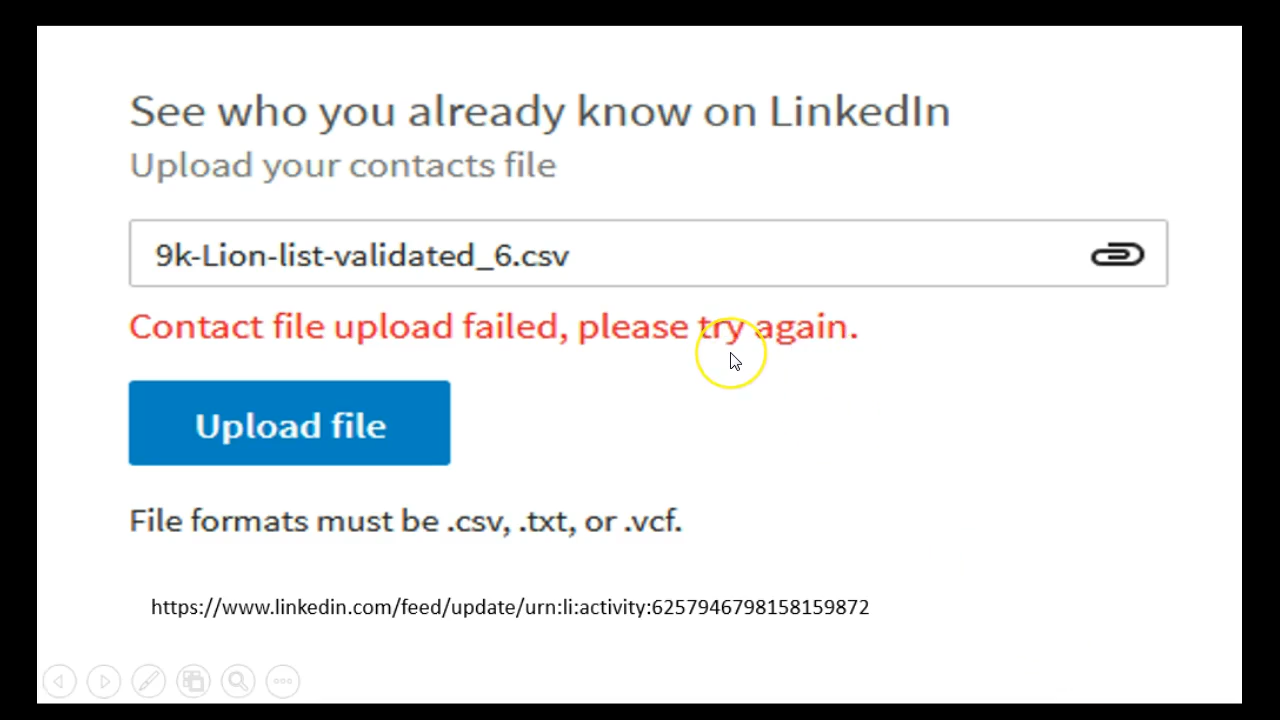 See who you already know on LinkedIn
Upload your contacts file
9k-Lion-list-validated_6.csv
Contact file upload failed, please try again.
Upload file
File formats must be .csv, .txt, or .vcf.
https://www.linkedin.com/feed/update/urn:li:activity:6257946798158159872